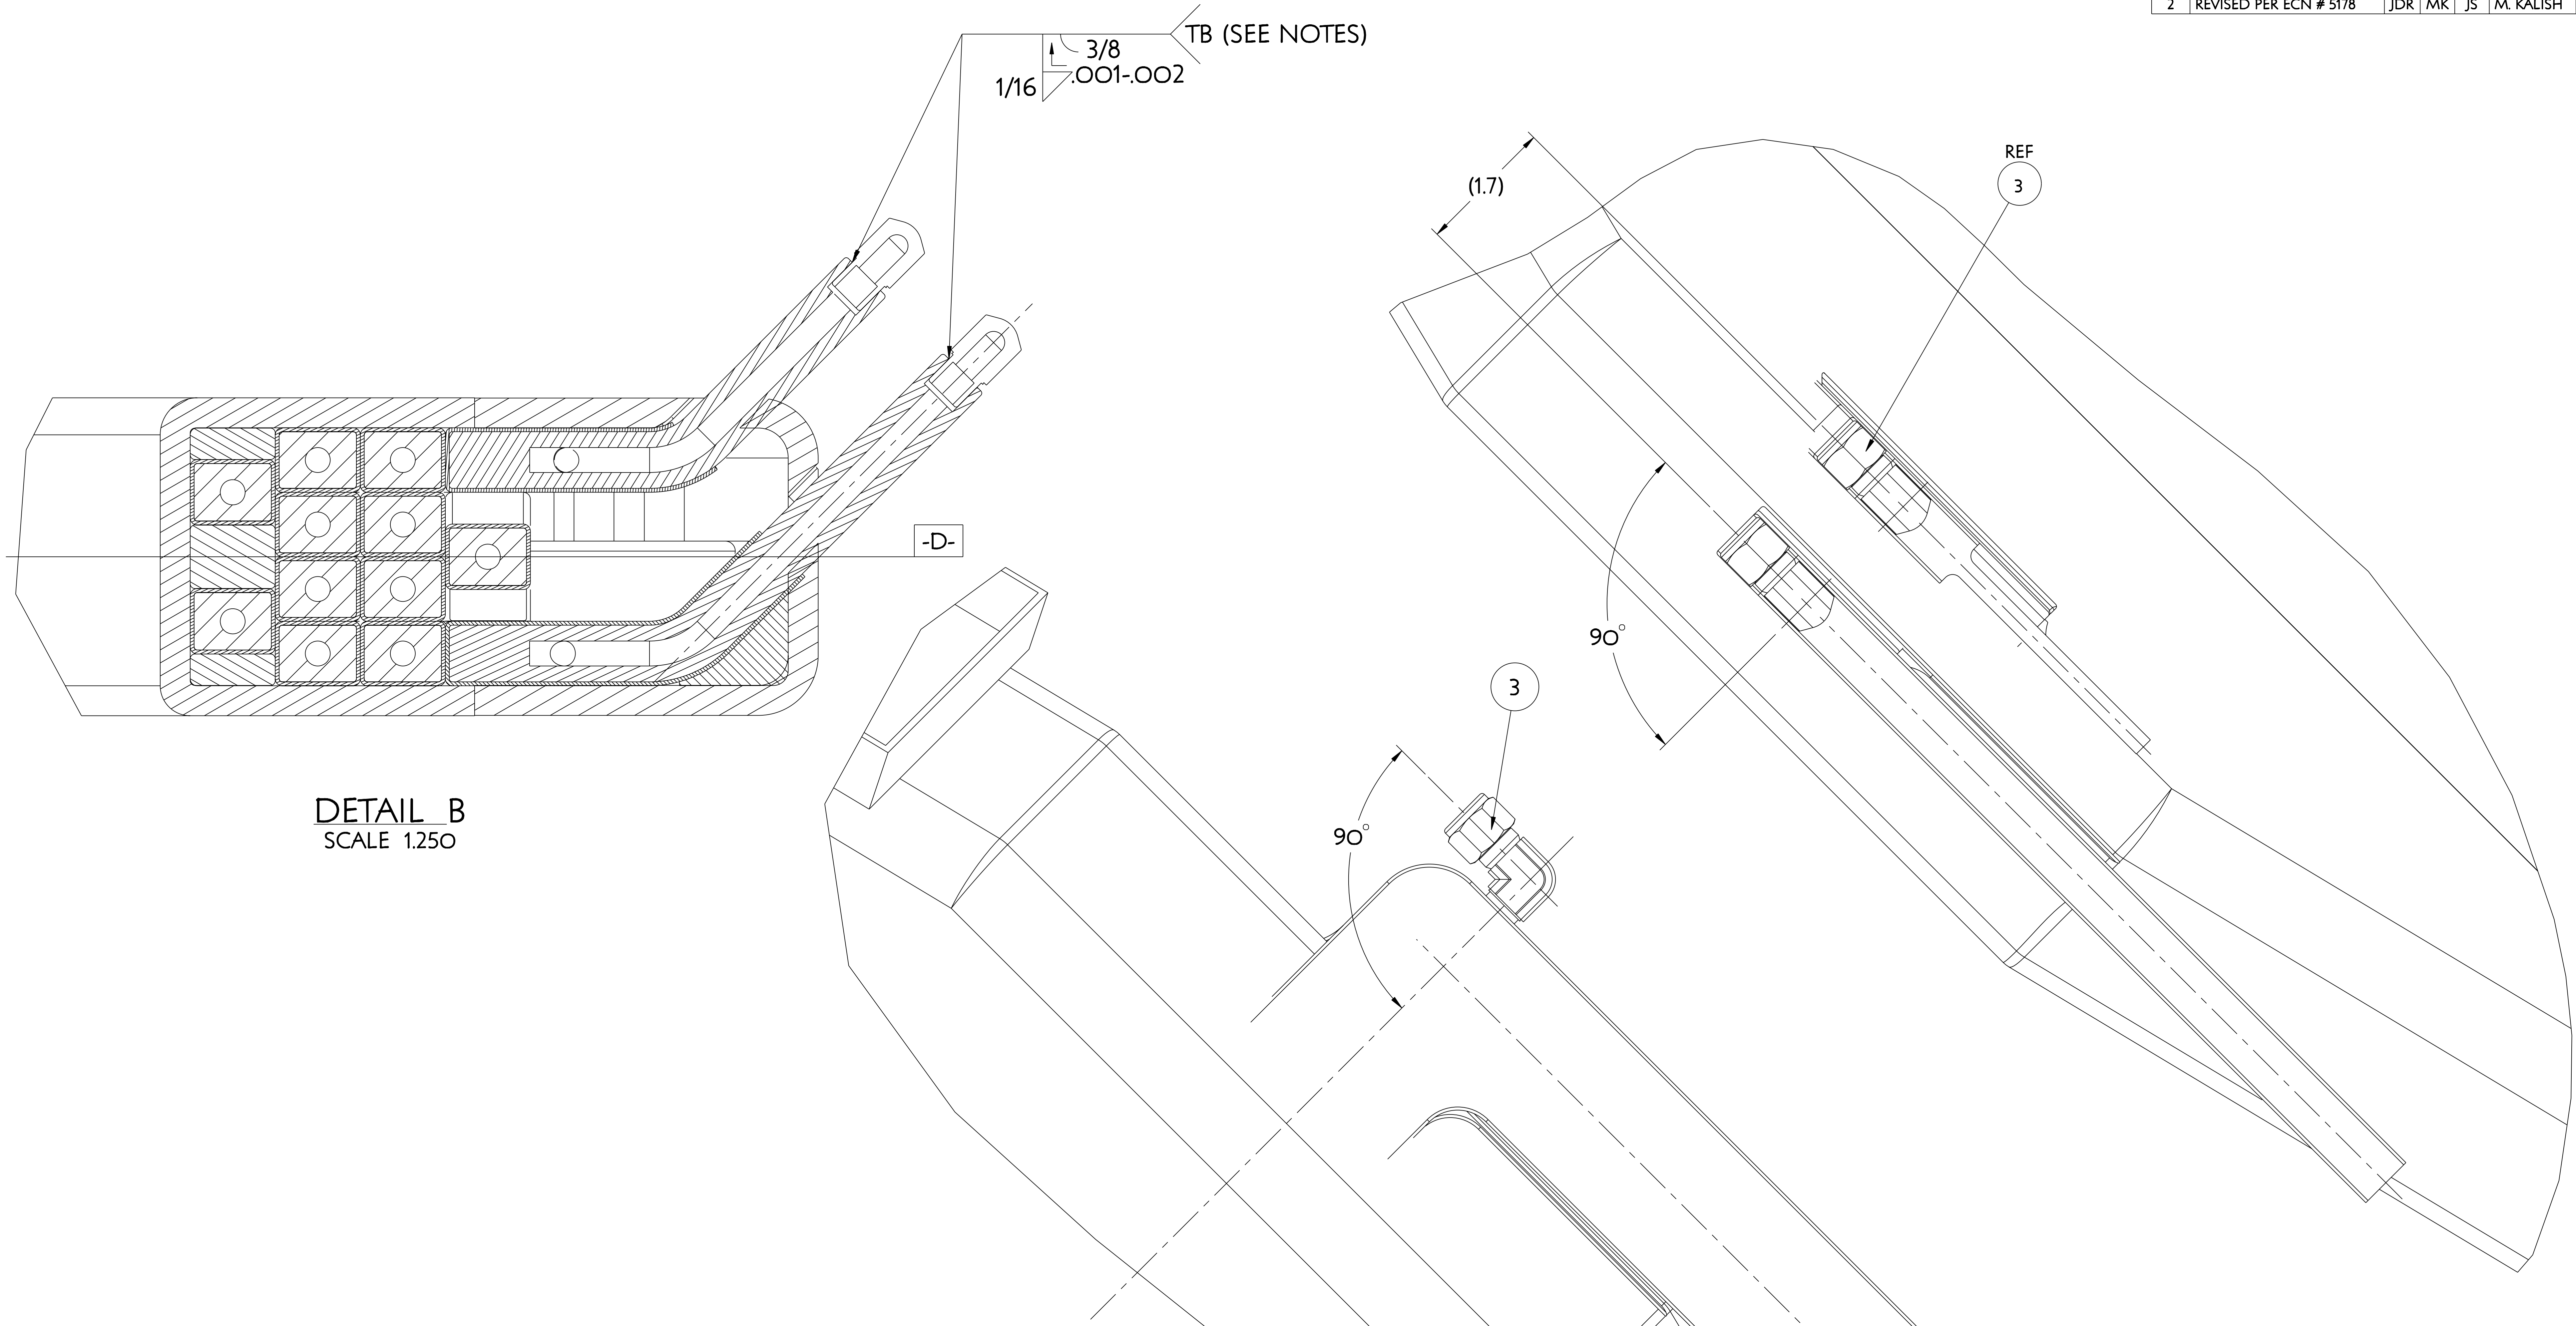 2 REVISED PER ECN # 5178 JDR MK JS M. KALISH
TB (SEE NOTES)
3/8
1/16 .001-.002
REF
3
(1.7)
-D-
90°
3
90°
DETAIL B
SCALE 1.250